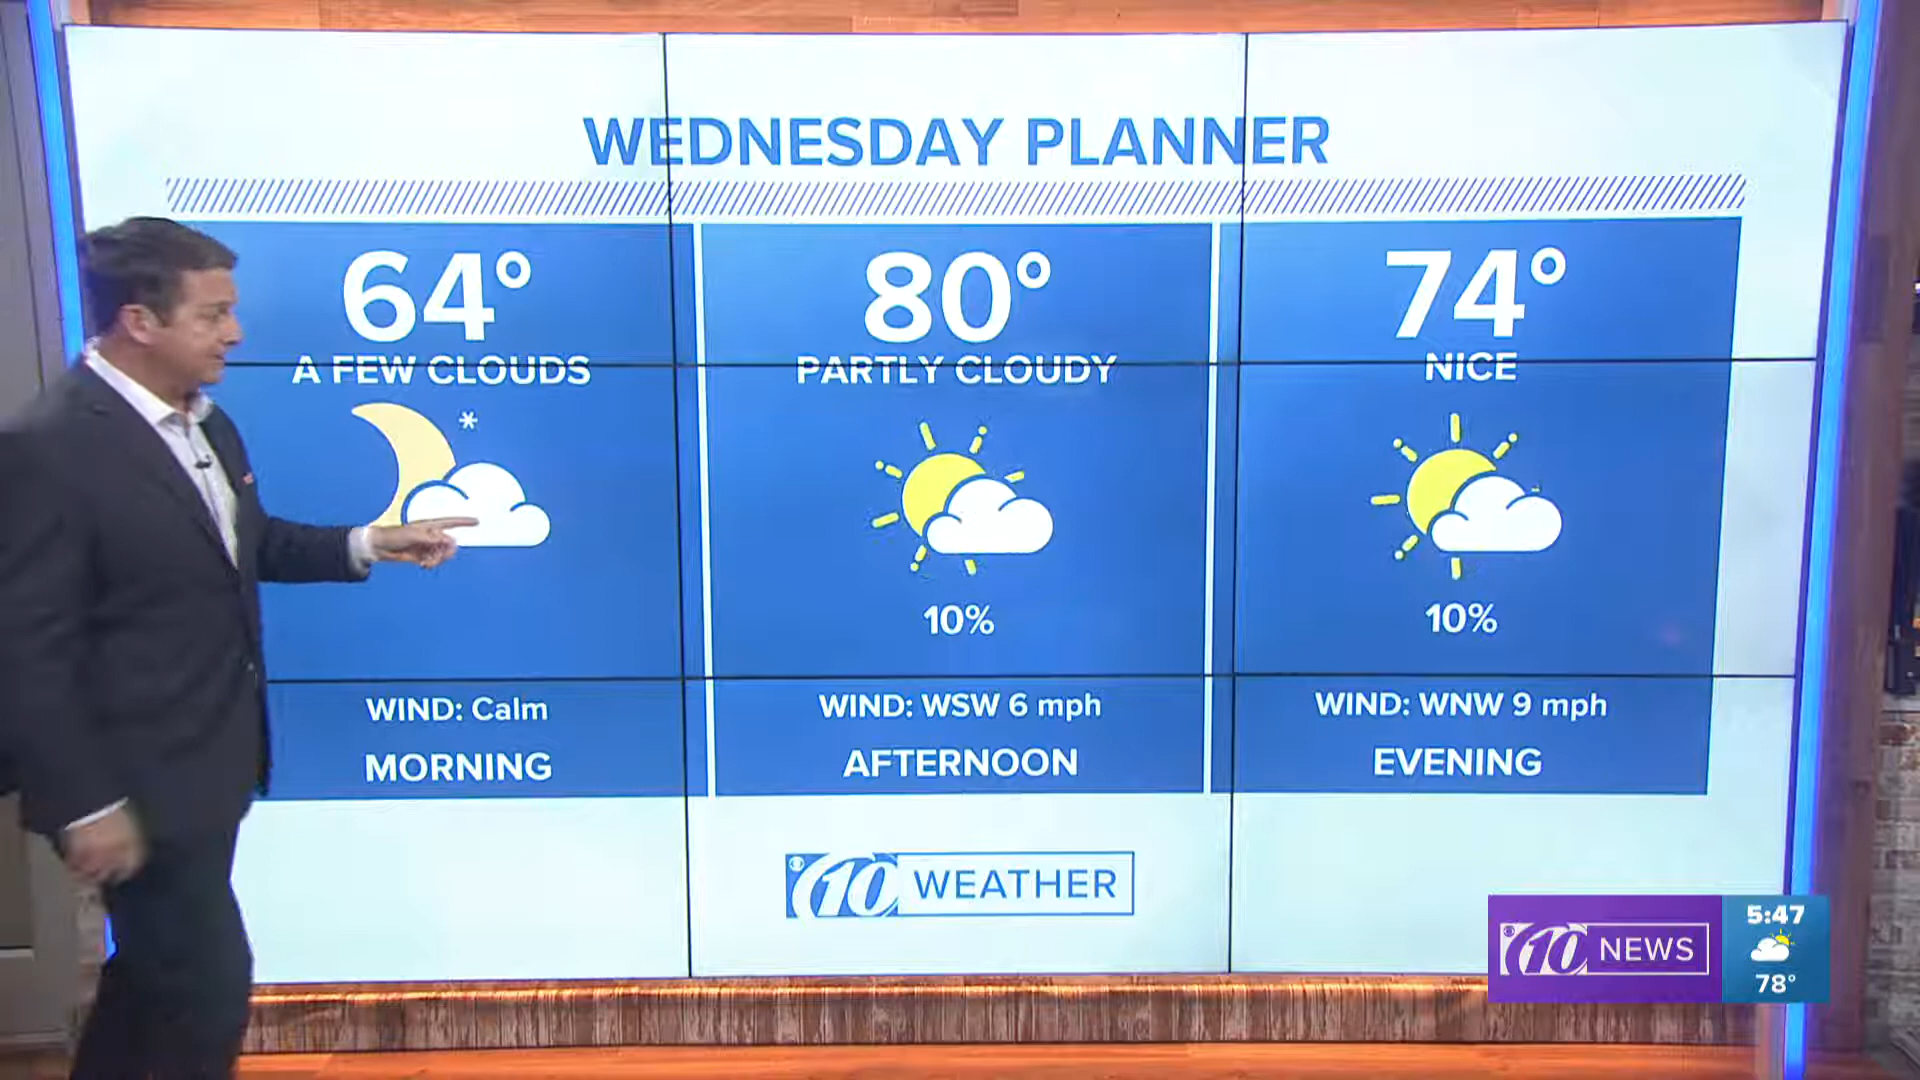 WEDNESDAY PLANNER
64°
A FEW CLOUDS
WIND: Calm
MORNING
80°
PARTLY CLOUDY
10%
WIND: WSW 6 mph
AFTERNOON
74°
NICE
10%
WIND: WNW 9 mph
EVENING
10 WEATHER
10 NEWS
5:47
78°